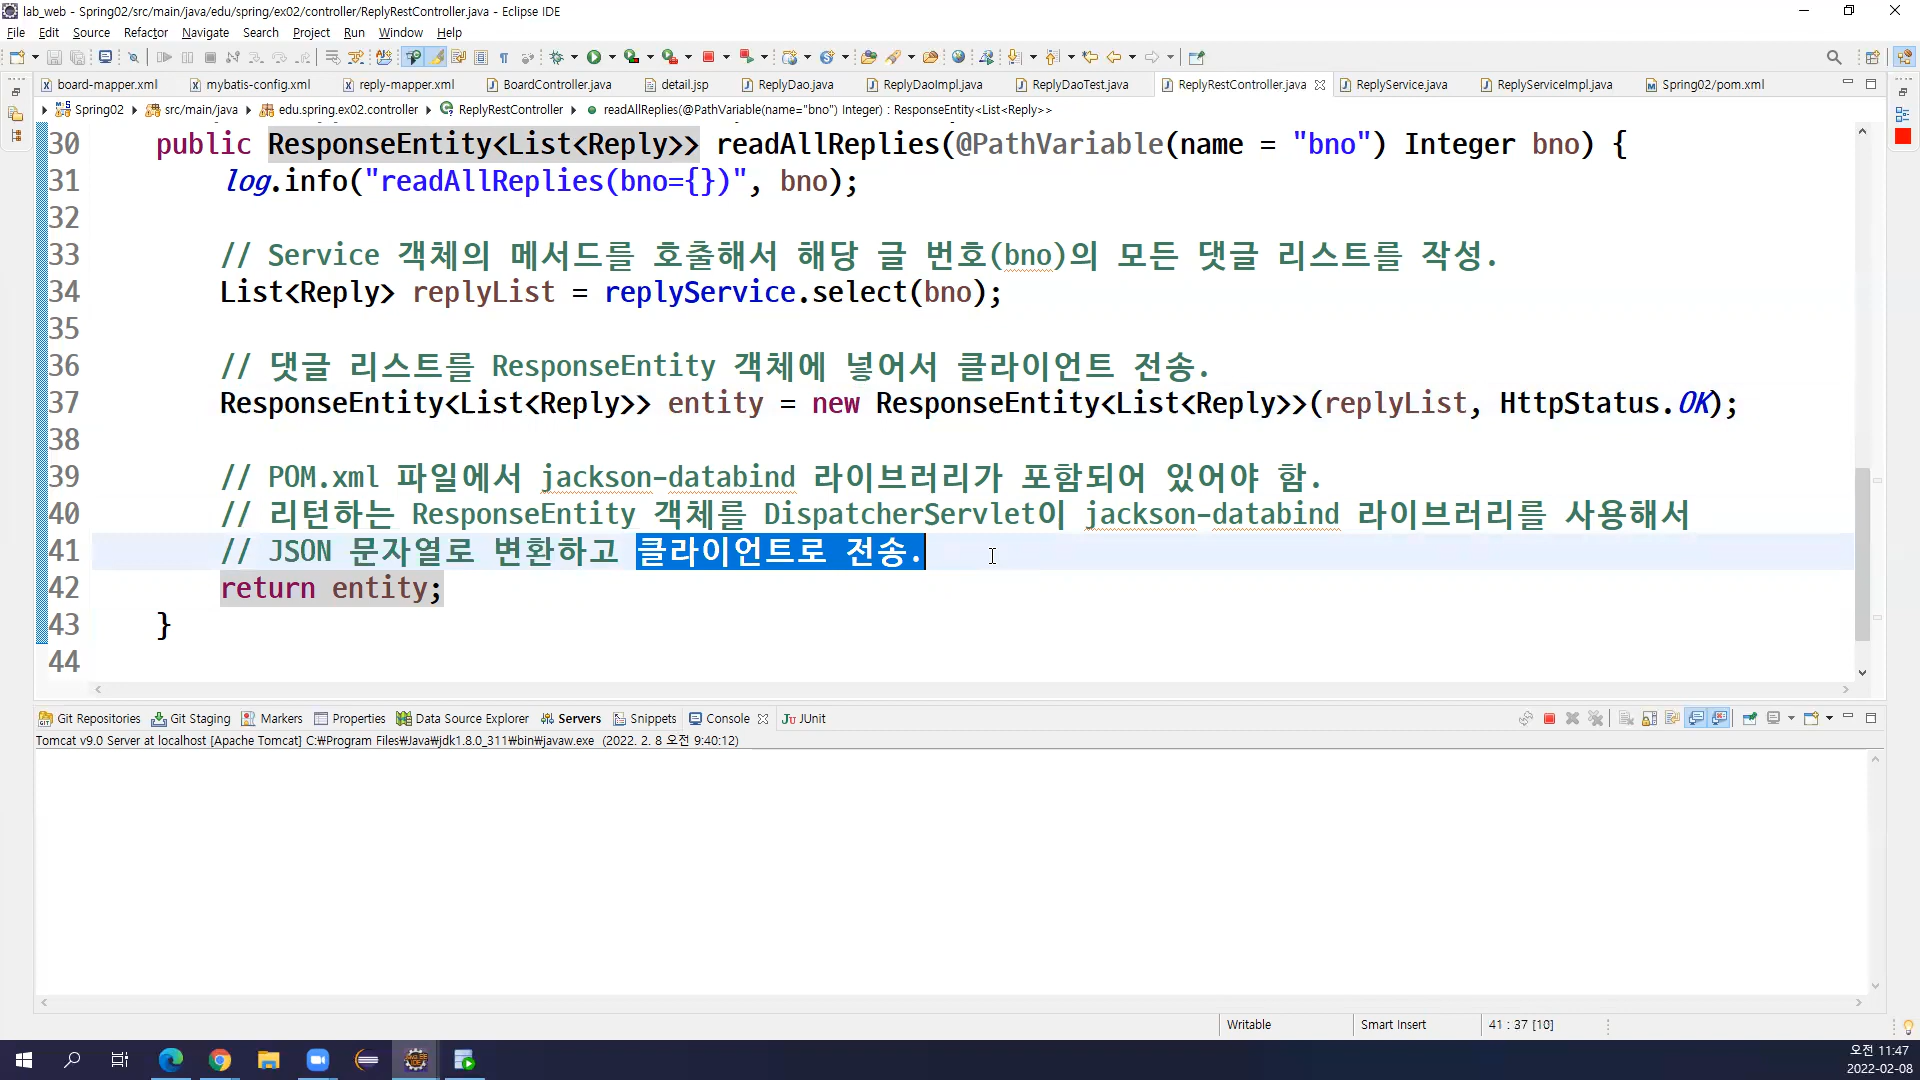 lab_web - Spring02/src/main/java/edu/spring/ex02/controller/ReplyRestController.java - Eclipse IDE
File Edit Source Refactor Navigate Search Project Run Window Help
board-mapper.xml mybatis-config.xml reply-mapper.xml BoardController.java detail.jsp ReplyDao.java ReplyDaoImpl.java ReplyDaoTest.java ReplyRestController.java ReplyService.java ReplyServiceImpl.java Spring02/pom.xml
Spring02 src/main/java edu.spring.ex02.controller ReplyRestController readAllReplies(@PathVariable(name="bno") Integer) : ResponseEntity<List<Reply>>
30 public ResponseEntity<List<Reply>> readAllReplies(@PathVariable(name = "bno") Integer bno) {
31 log.info("readAllReplies(bno={})", bno);
32
33 // Service 객체의 메서드를 호출해서 해당 글 번호(bno)의 모든 댓글 리스트를 작성.
34 List<Reply> replyList = replyService.select(bno);
35
36 // 댓글 리스트를 ResponseEntity 객체에 넣어서 클라이언트 전송.
37 ResponseEntity<List<Reply>> entity = new ResponseEntity<List<Reply>>(replyList, HttpStatus.OK);
38
39 // POM.xml 파일에서 jackson-databind 라이브러리가 포함되어 있어야 함.
40 // 리턴하는 ResponseEntity 객체를 DispatcherServlet이 jackson-databind 라이브러리를 사용해서
41 // JSON 문자열로 변환하고 클라이언트로 전송.
42 return entity;
43 }
44
Git Repositories Git Staging Markers Properties Data Source Explorer Servers Snippets Console JUnit
Tomcat v9.0 Server at localhost [Apache Tomcat] C:₩Program Files₩Java₩jdk1.8.0_311₩bin₩javaw.exe (2022. 2. 8 오전 9:40:12)
Writable Smart Insert 41 : 37 [10]
오전 11:47
2022-02-08